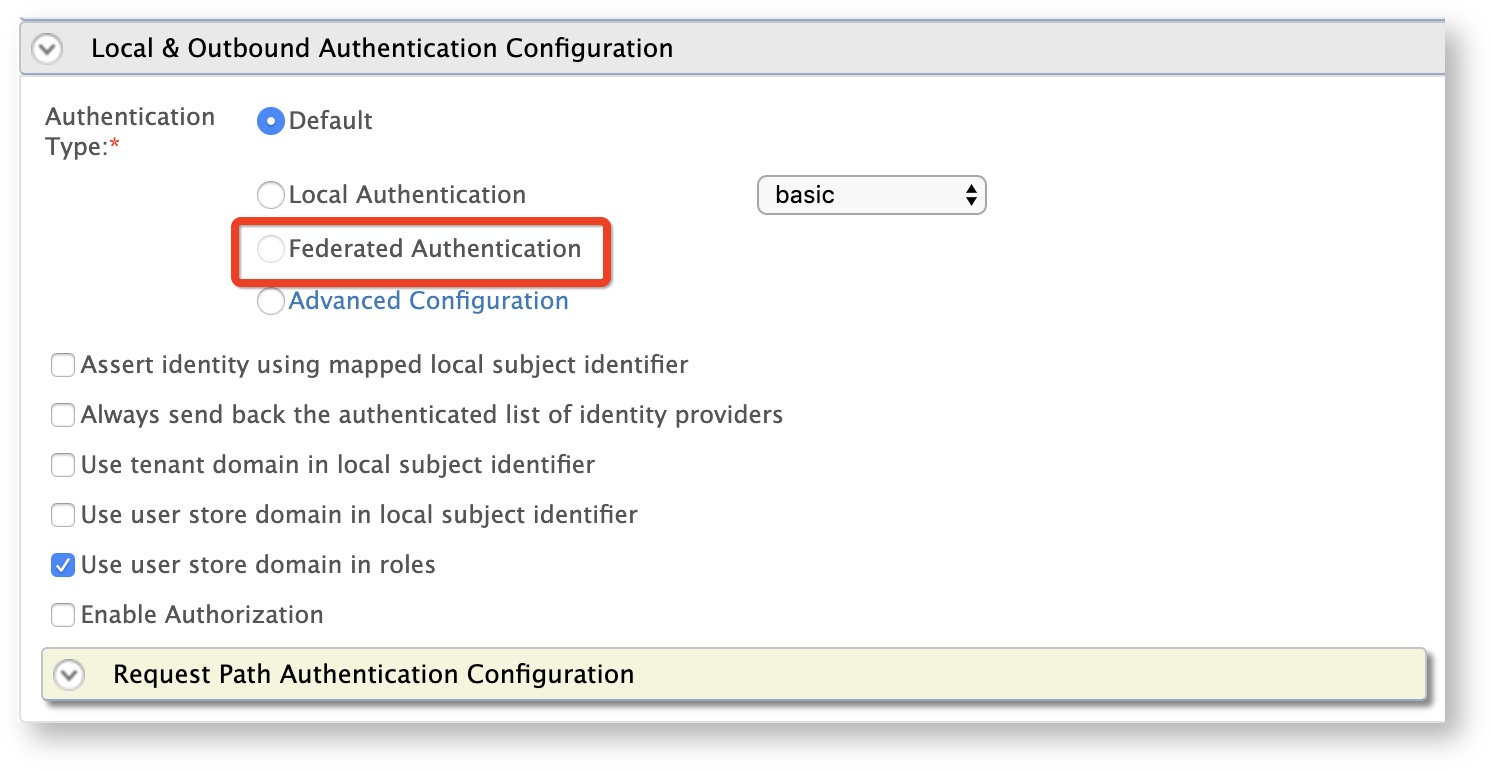 Local & Outbound Authentication Configuration
Authentication
Type:*
Default
Local Authentication
basic
Federated Authentication
Advanced Configuration
Assert identity using mapped local subject identifier
Always send back the authenticated list of identity providers
Use tenant domain in local subject identifier
Use user store domain in local subject identifier
Use user store domain in roles
Enable Authorization
Request Path Authentication Configuration